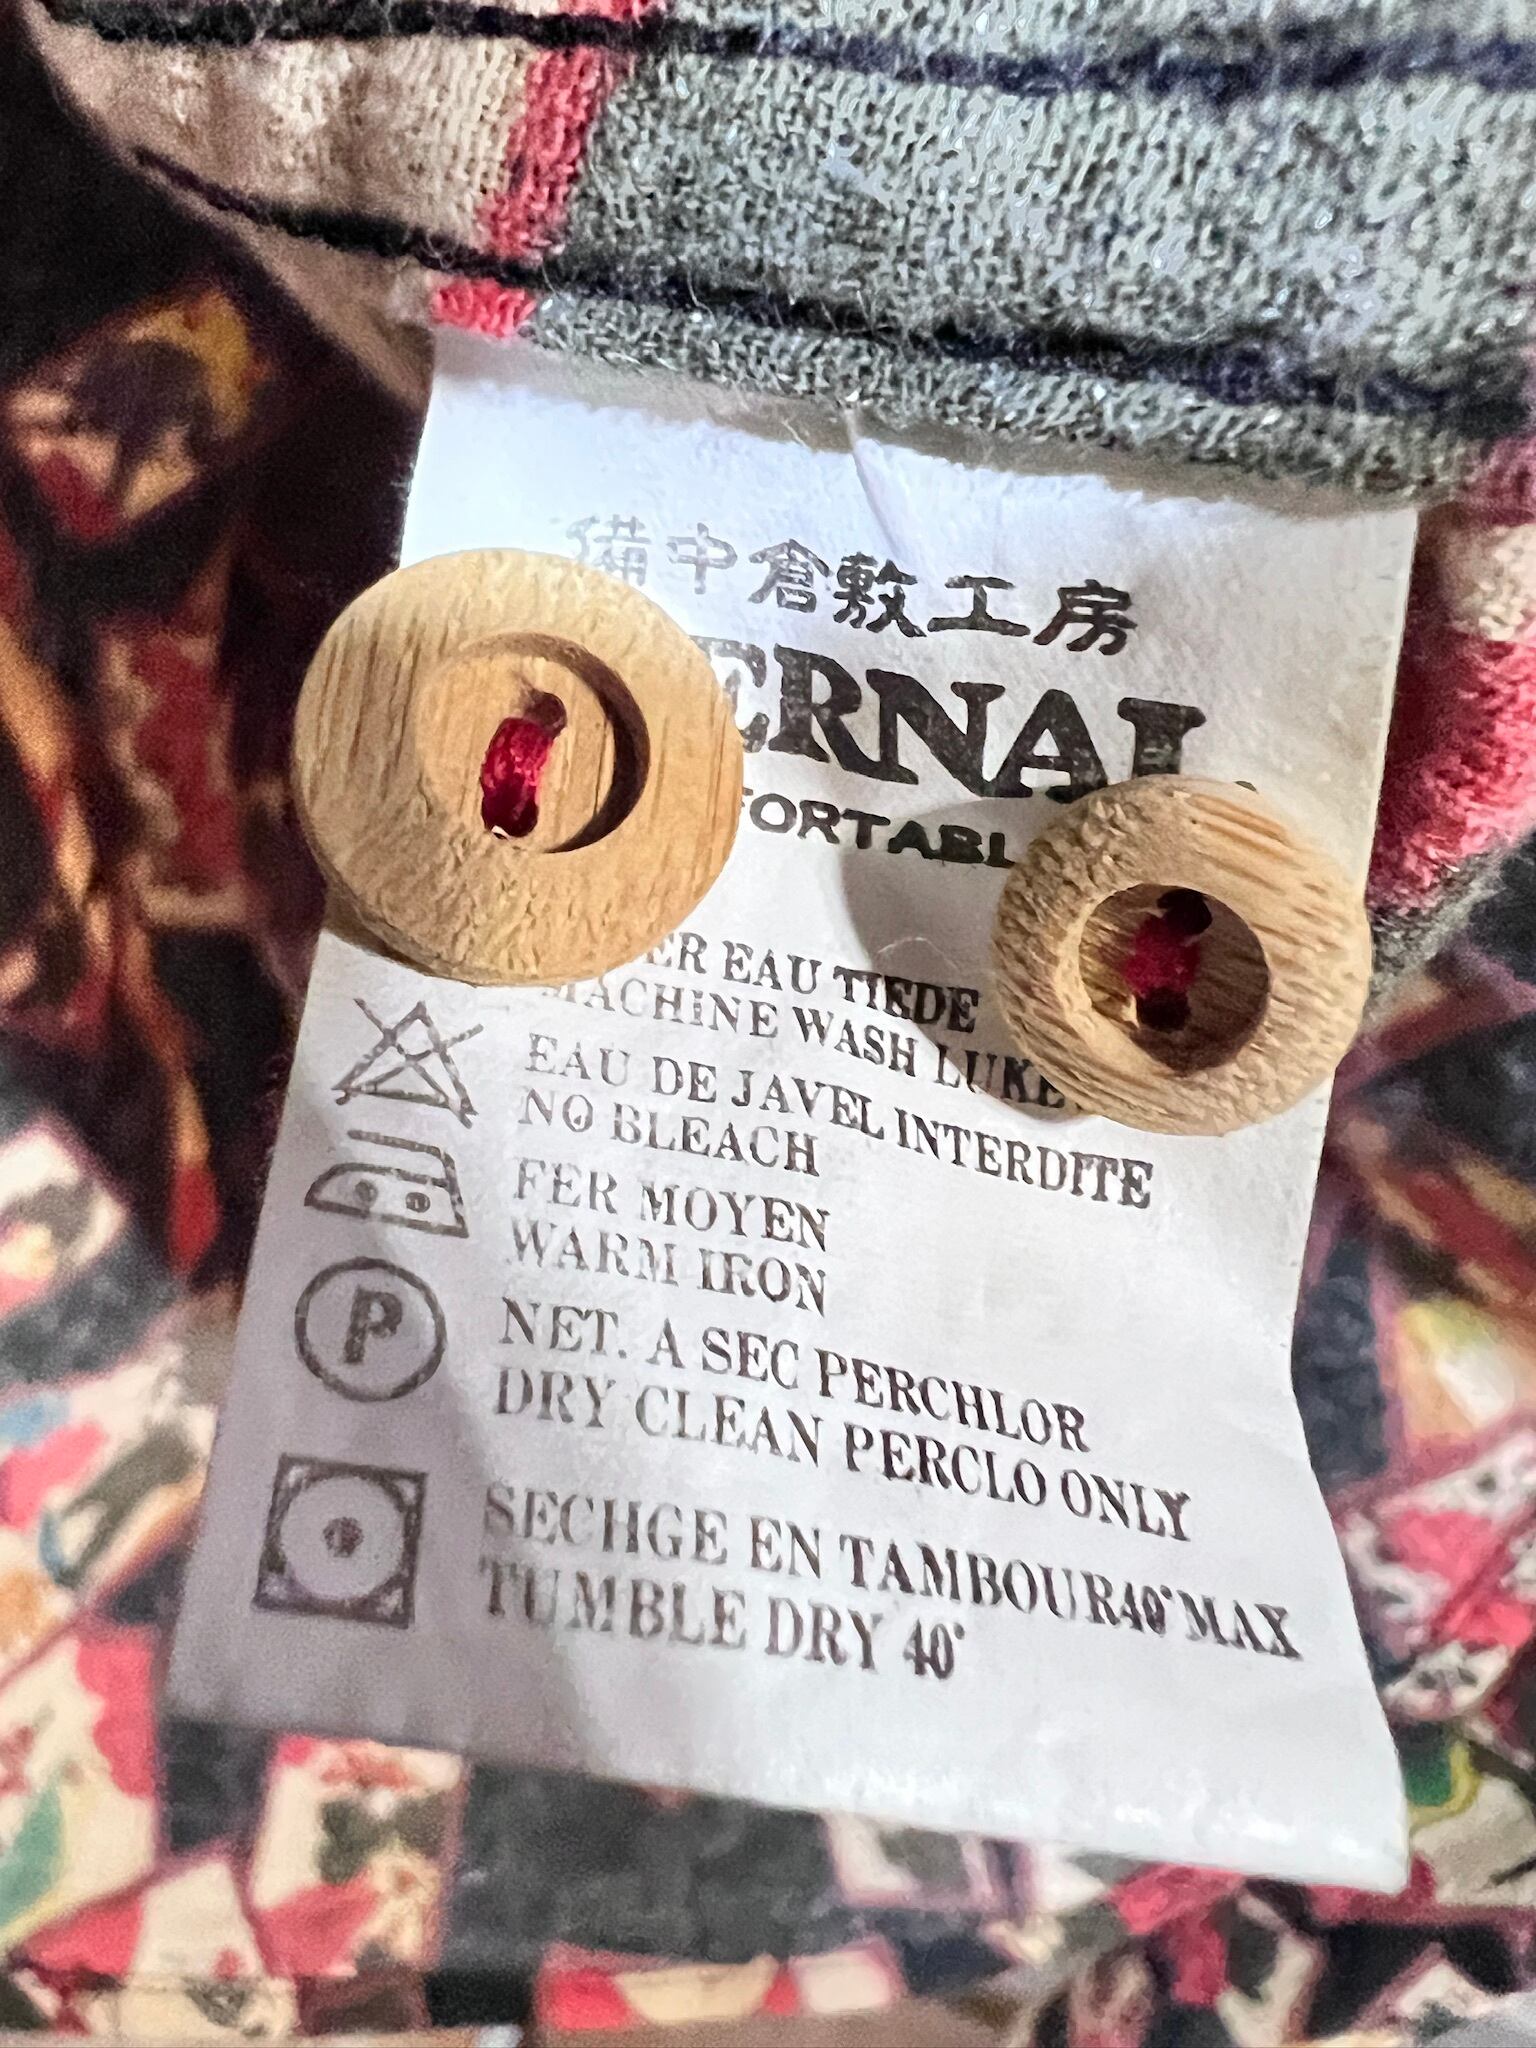 備中倉敷工房
ERNAL
FORTABL
ER EAU TIEDE
MACHINE WASH LUKE
EAU DE JAVEL INTERDITE
NO BLEACH
FER MOYEN
WARM IRON
P
NET. A SEC PERCHLOR
DRY CLEAN PERCLO ONLY
SECHGE EN TAMBOUR40°MAX
TUMBLE DRY 40°